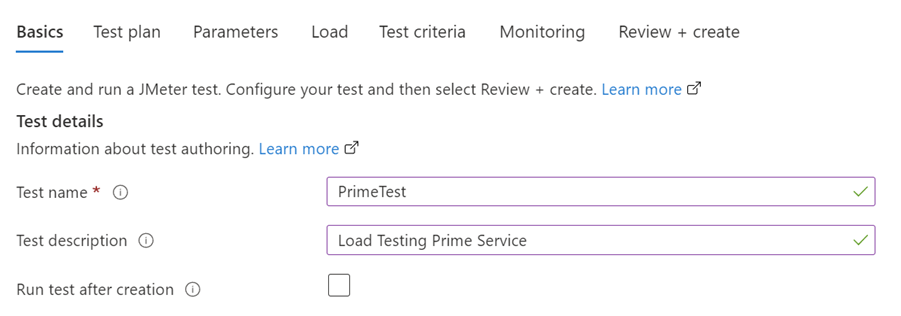 Basics Test plan Parameters Load Test criteria Monitoring Review + create
Create and run a JMeter test. Configure your test and then select Review + create. Learn more
Test details
Information about test authoring. Learn more
Test name * PrimeTest
Test description Load Testing Prime Service
Run test after creation